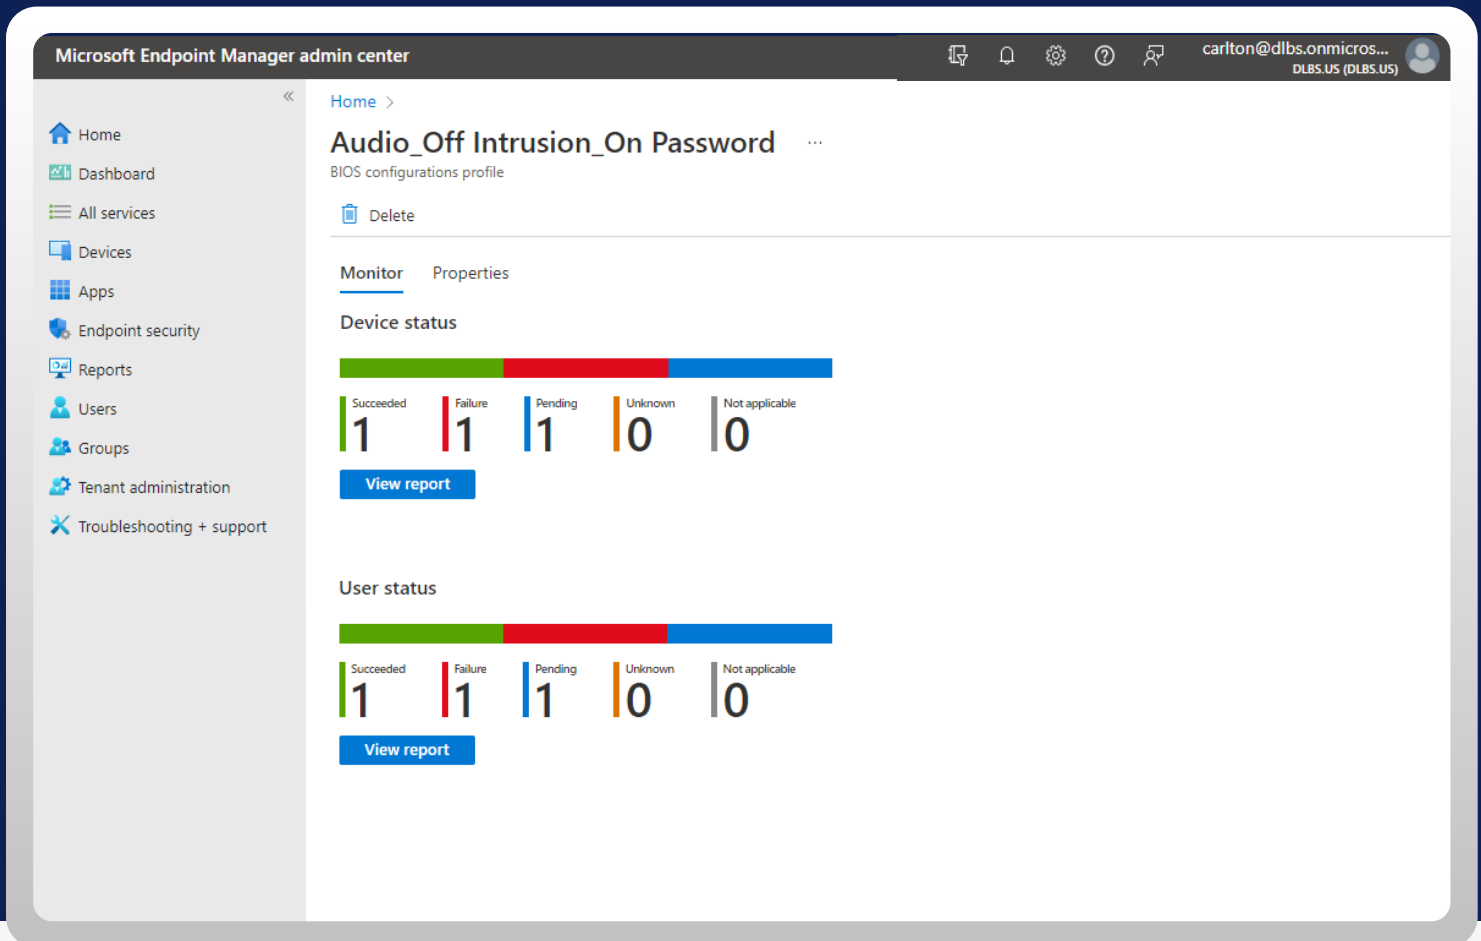 Microsoft Endpoint Manager admin center
carlton@dlbs.onmicros...
DLBS.US (DLBS.US)
Home
Dashboard
All services
Devices
Apps
Endpoint security
Reports
Users
Groups
Tenant administration
Troubleshooting + support
Home >
Audio_Off Intrusion_On Password ...
BIOS configurations profile
Delete
Monitor Properties
Device status
Succeeded Failure Pending Unknown Not applicable
1 1 1 0 0
View report
User status
Succeeded Failure Pending Unknown Not applicable
1 1 1 0 0
View report